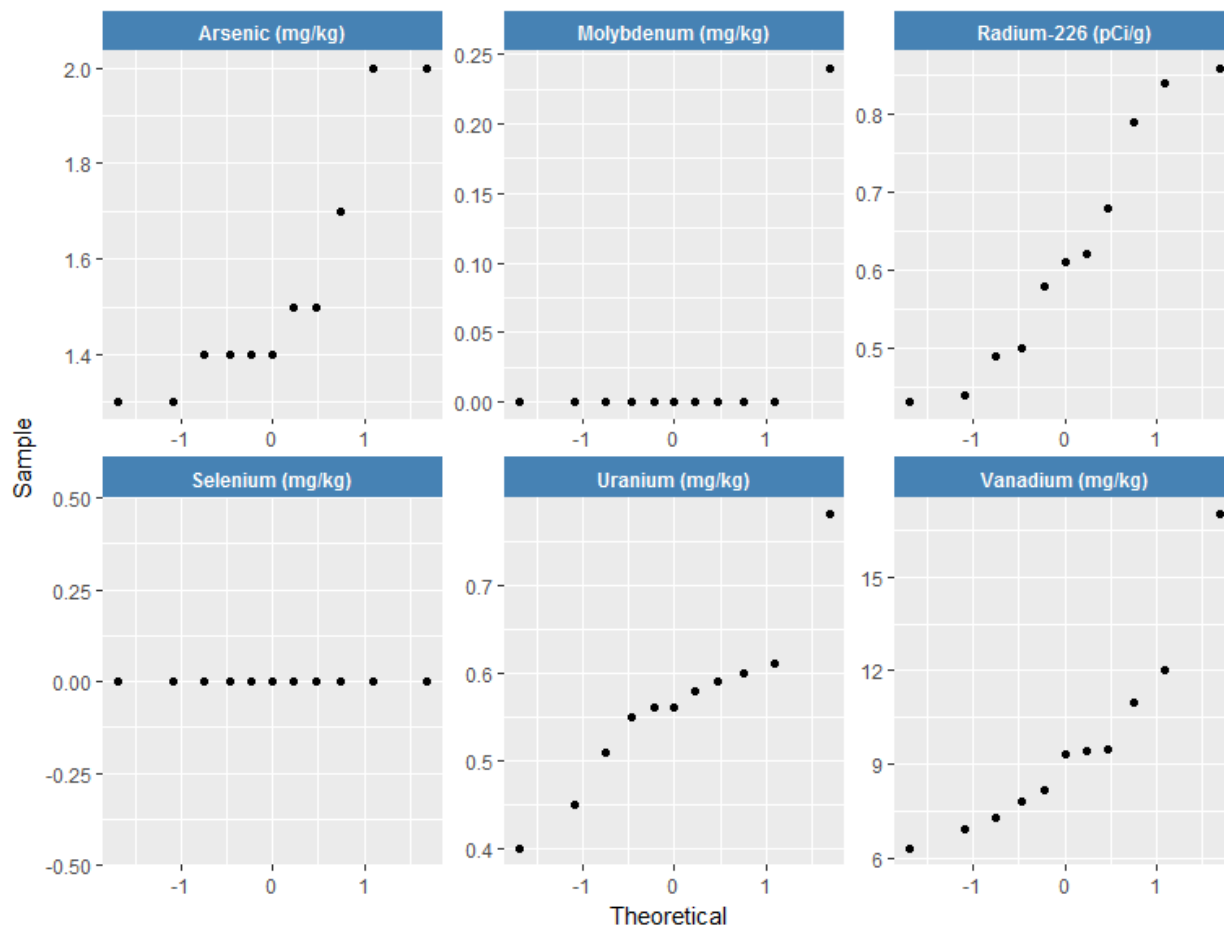 Arsenic (mg/kg)
Molybdenum (mg/kg)
Radium-226 (pCi/g)
2.0
1.8
1.6
1.4
-1 0 1
0.25
0.20
0.15
0.10
0.05
0.00
-1 0 1
0.8
0.7
0.6
0.5
-1 0 1
Sample
Selenium (mg/kg)
Uranium (mg/kg)
Vanadium (mg/kg)
0.50
0.25
0.00
-0.25
-0.50
-1 0 1
0.7
0.6
0.5
0.4
-1 0 1
15
12
9
6
-1 0 1
Theoretical